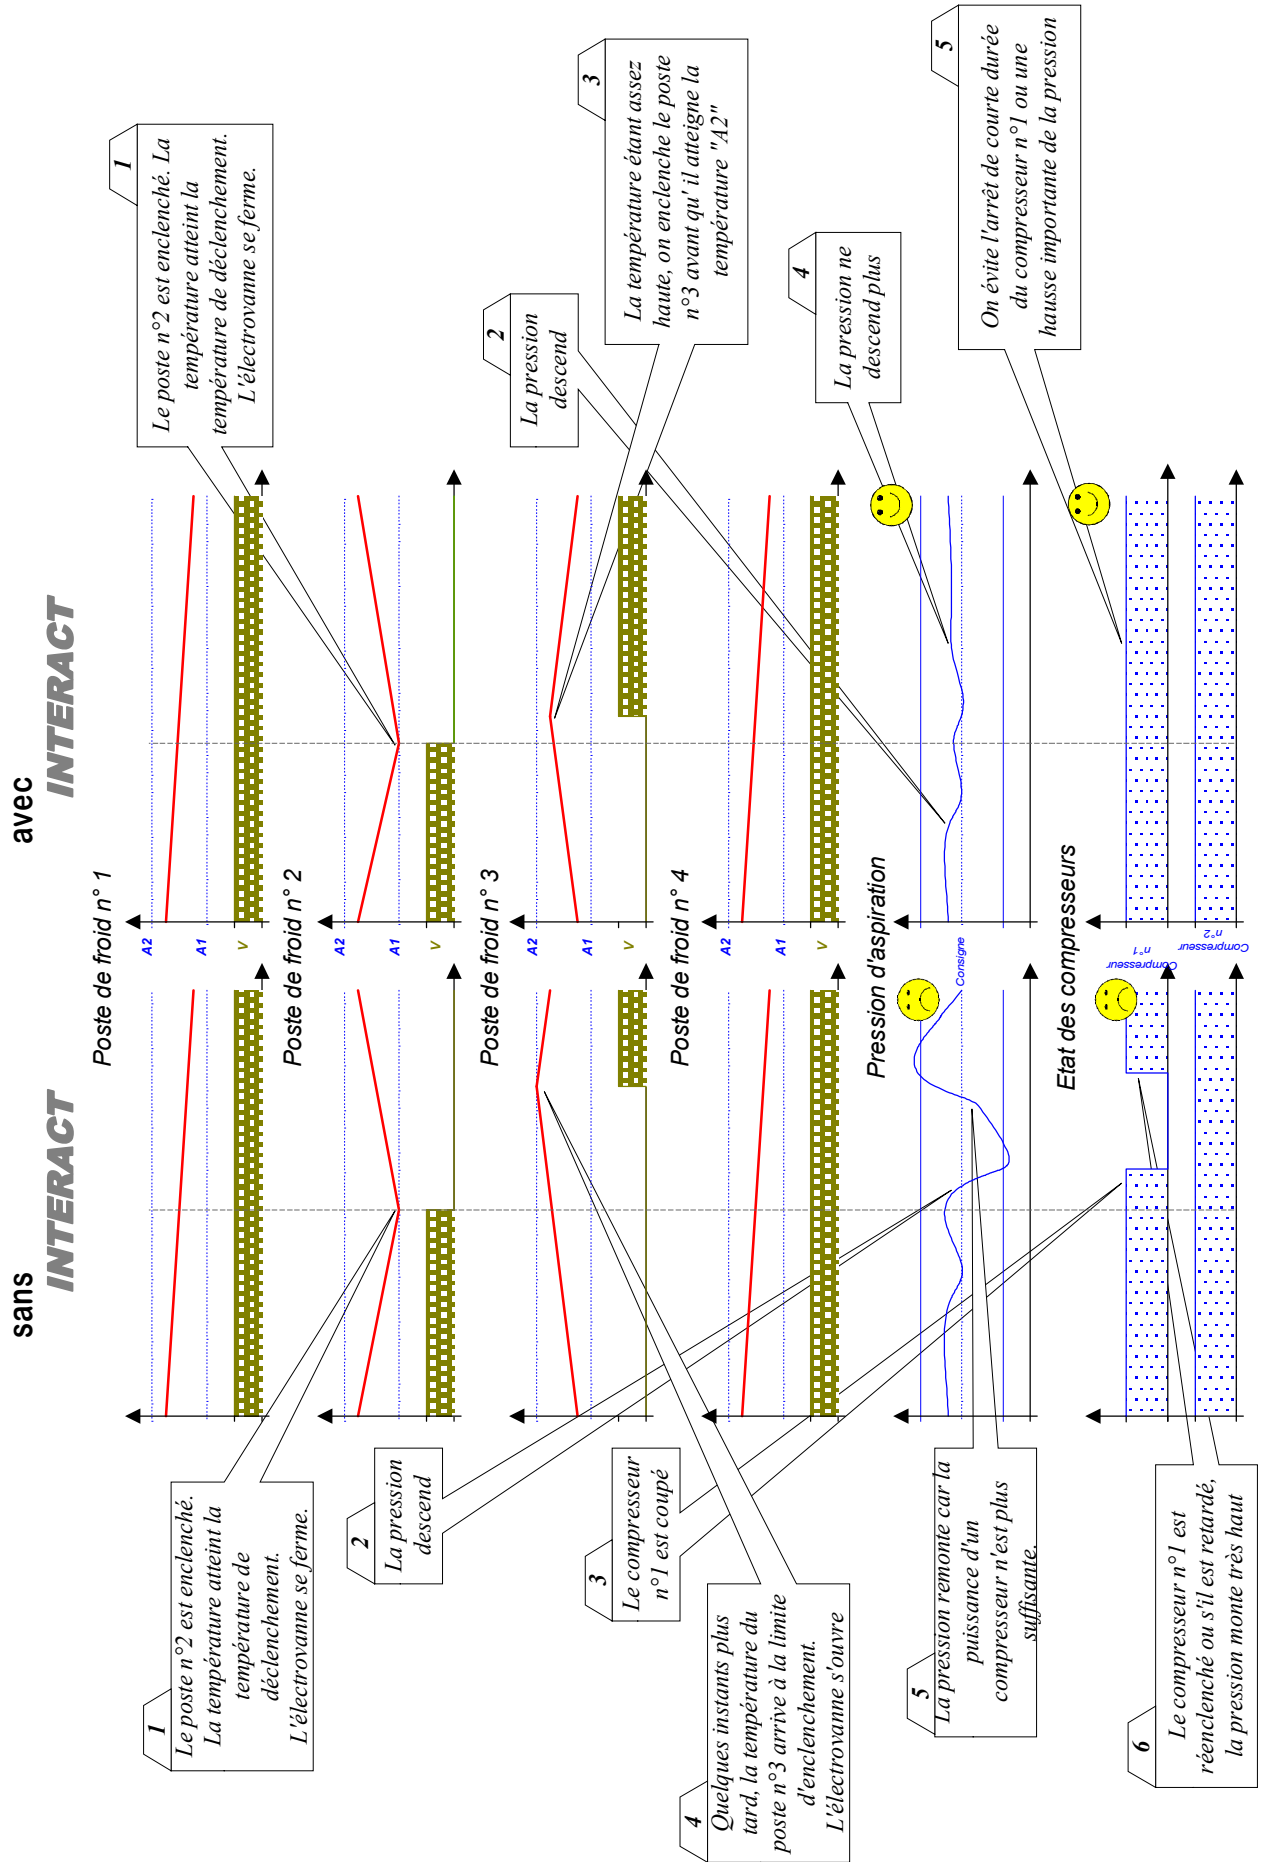 sans
INTERACT
avec
INTERACT
Poste de froid n° 1
A2
A1
V
Poste de froid n° 2
A2
A1
V
Poste de froid n° 3
A2
A1
V
Poste de froid n° 4
A2
A1
V
Pression d'aspiration
Consigne
Etat des compresseurs
Compresseur
n°1
Compresseur
n°2
1
Le poste n°2 est enclenché.
La température atteint la
température de
déclenchement.
L'électrovanne se ferme.
2
La pression
descend
3
Le compresseur
n°1 est coupé
4
Quelques instants plus
tard, la température du
poste n°3 arrive à la limite
d'enclenchement.
L'électrovanne s'ouvre
5
La pression remonte car la
puissance d'un
compresseur n'est plus
suffisante.
6
Le compresseur n°1 est
réenclenché ou s'il est retardé,
la pression monte très haut
1
Le poste n°2 est enclenché. La
température atteint la
température de déclenchement.
L'électrovanne se ferme.
2
La pression
descend
3
La température étant assez
haute, on enclenche le poste
n°3 avant qu' il atteigne la
température "A2"
4
La pression ne
descend plus
5
On évite l'arrêt de courte durée
du compresseur n°1 ou une
hausse importante de la pression